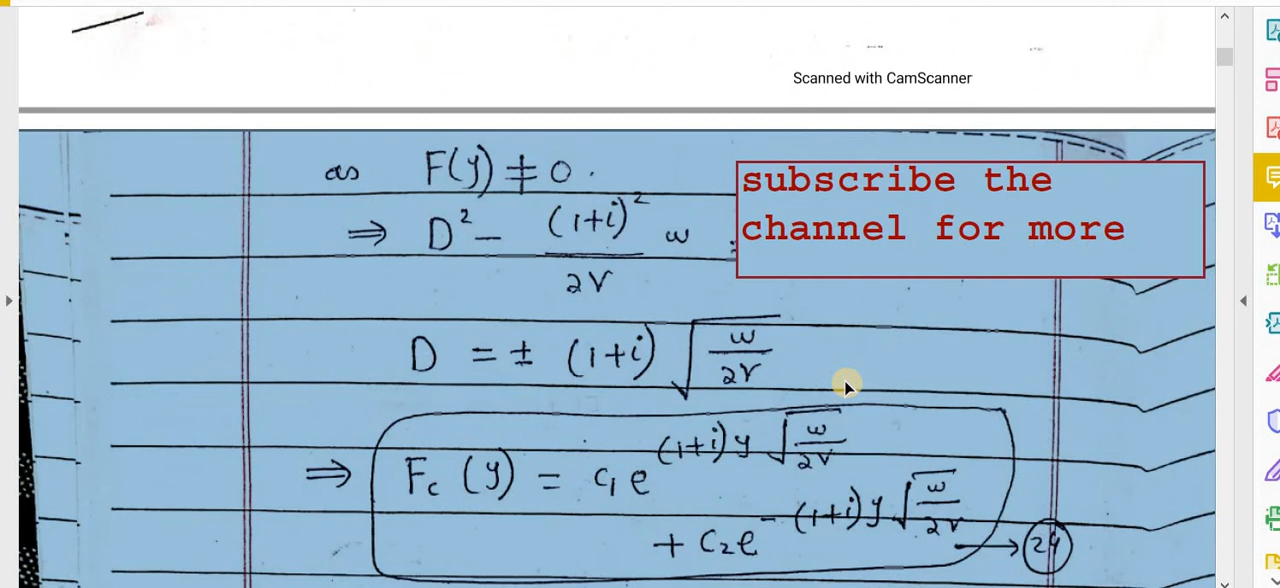 Scanned with CamScanner
as F(y) ≠ 0.
subscribe the
channel for more
⇒ D² - (1+i)²/2ν ω
D = ± (1+i) √(ω/2ν)
⇒ F_c (y) = c₁ e^((1+i) y √(ω/2ν))
+ c₂e^(-(1+i) y √(ω/2ν)) → 24